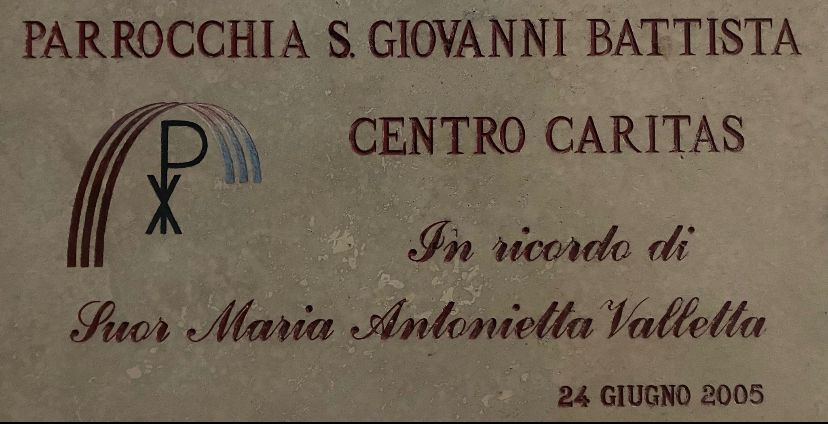 PARROCCHIA S. GIOVANNI BATTISTA
CENTRO CARITAS
In ricordo di
Suor Maria Antonietta Valletta
24 GIUGNO 2005